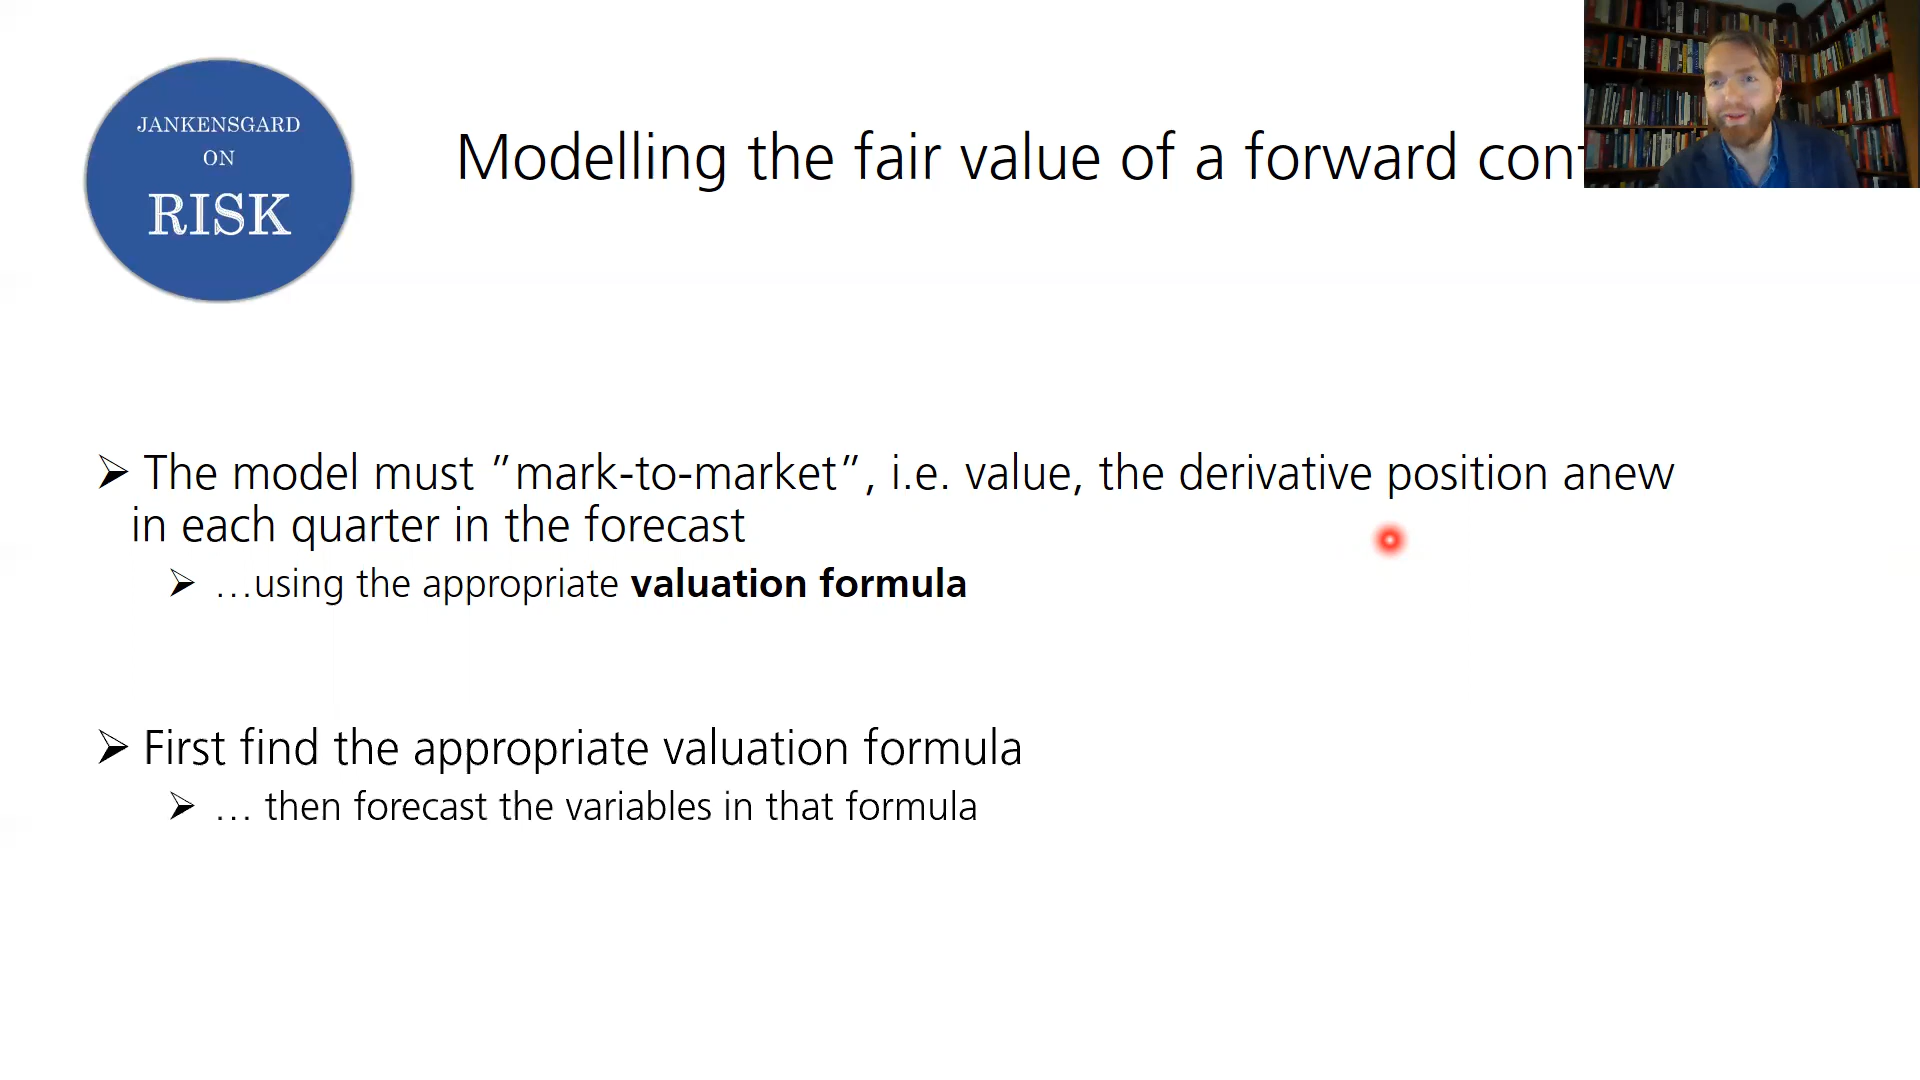 JANKENSGARD
ON
RISK
Modelling the fair value of a forward
➢ The model must ”mark-to-market”, i.e. value, the derivative position anew
in each quarter in the forecast
➢ …using the appropriate valuation formula
➢ First find the appropriate valuation formula
➢ … then forecast the variables in that formula